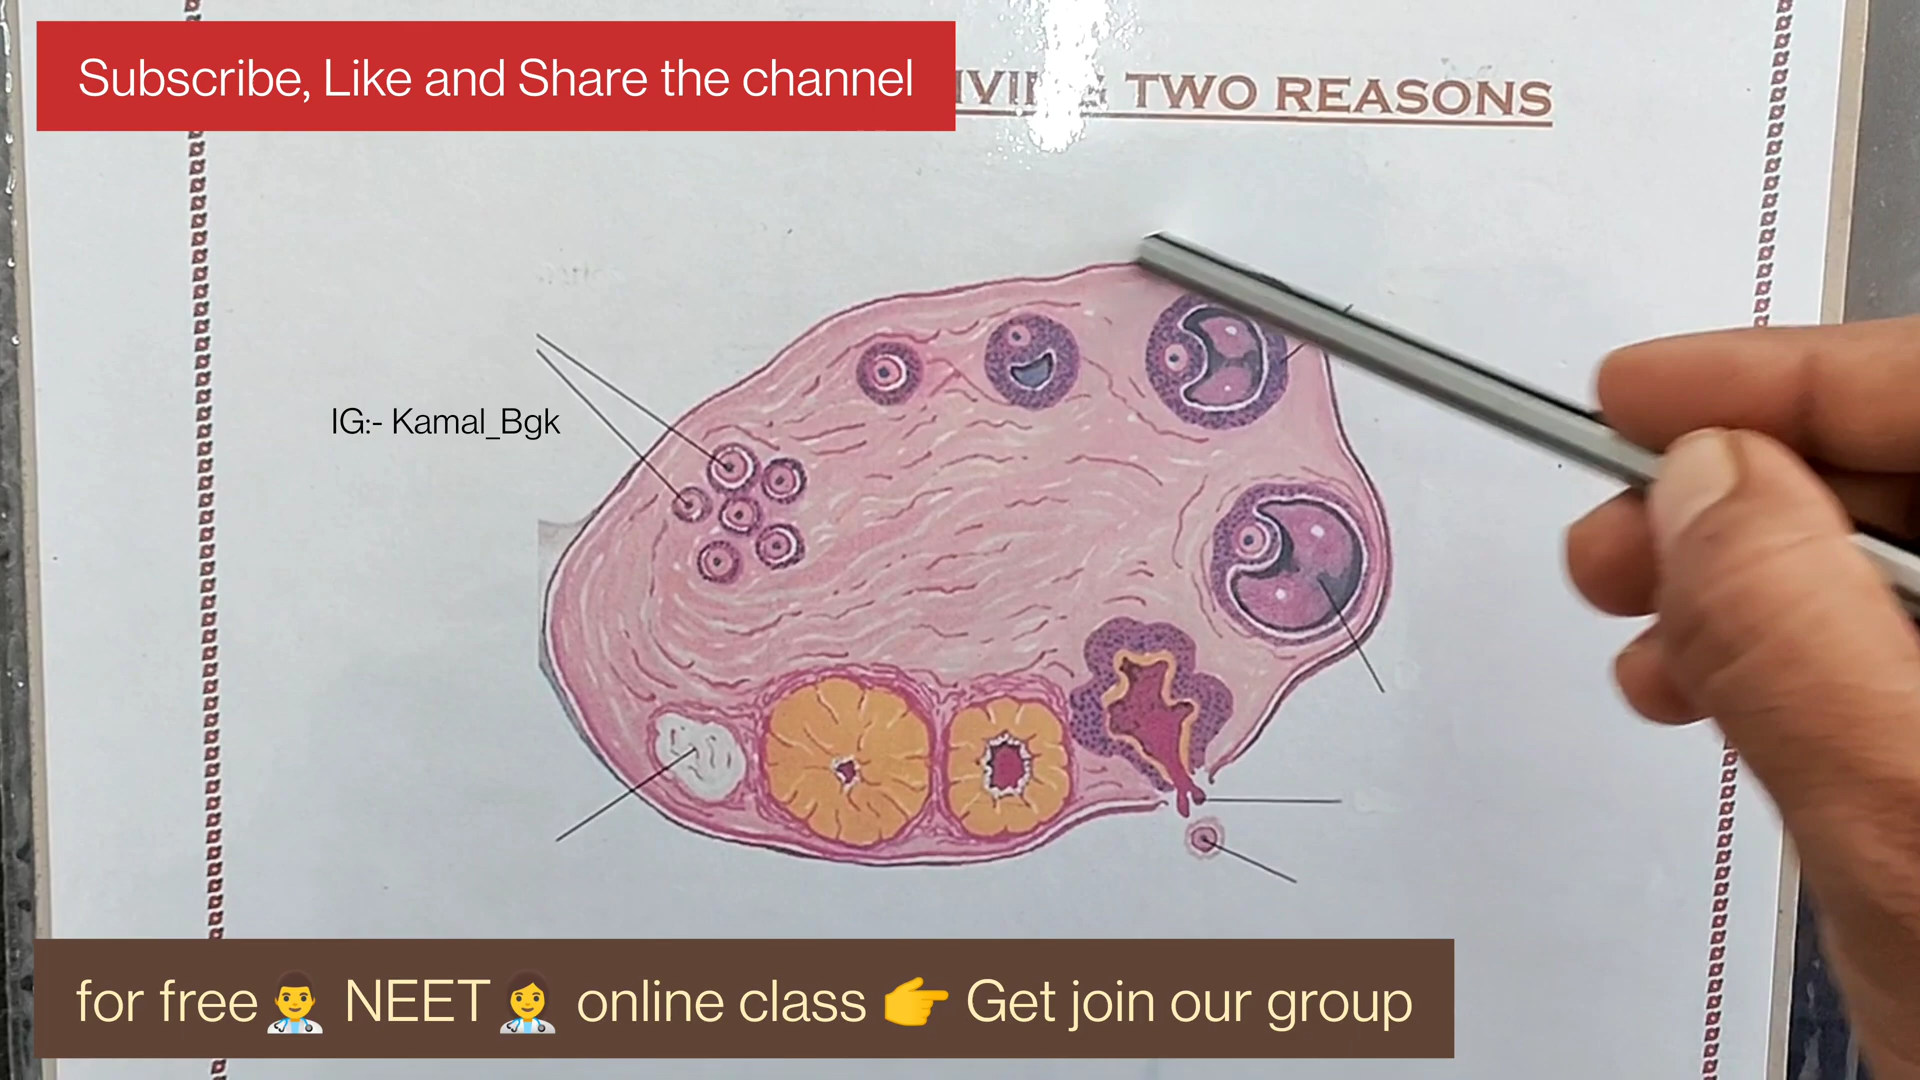 Subscribe, Like and Share the channel
TWO REASONS
IG:- Kamal_Bgk
for free👨‍⚕️ NEET👩‍⚕️ online class 👉 Get join our group